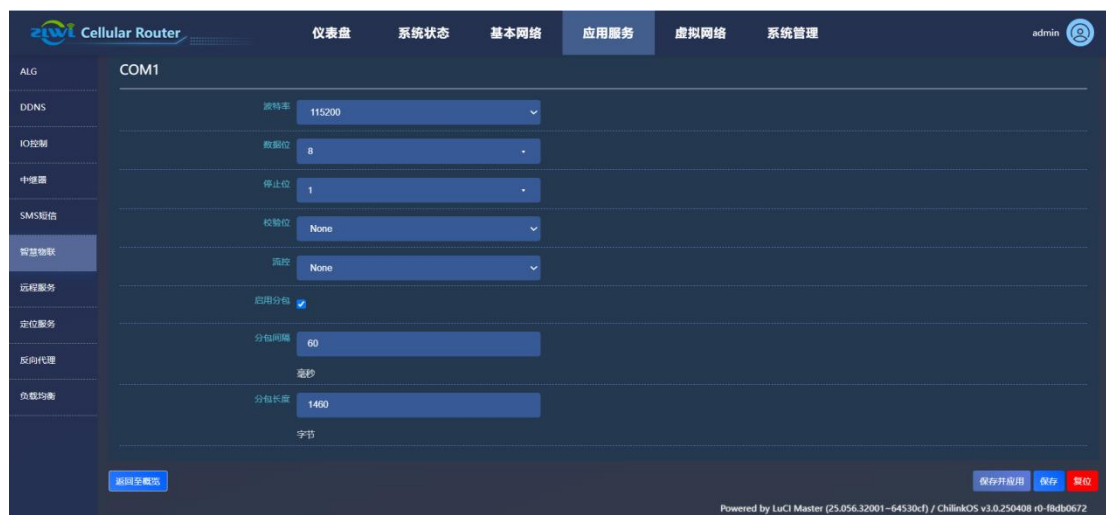 ziwi Cellular Router 仪表盘 系统状态 基本网络 应用服务 虚拟网络 系统管理 admin
ALG
DDNS
IO控制
中继器
SMS短信
智慧物联
远程服务
定位服务
反向代理
负载均衡
COM1
波特率 115200
数据位 8
停止位 1
校验位 None
流控 None
启用分包
分包间隔 60
毫秒
分包长度 1460
字节
返回至概览 保存并应用 保存 复位
Powered by LuCI Master (25.056.32001~64530cf) / ChilinkOS v3.0.250408 r0-f8db0672